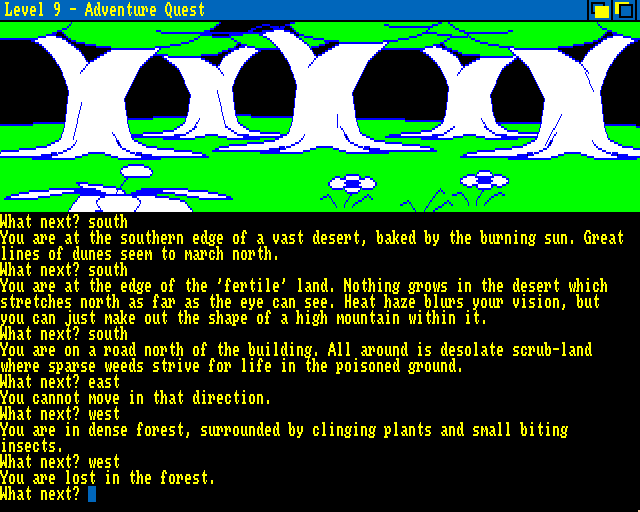 Level 9 - Adventure Quest
What next? south
You are at the southern edge of a vast desert, baked by the burning sun. Great
lines of dunes seem to march north.
What next? south
You are at the edge of the 'fertile' land. Nothing grows in the desert which
stretches north as far as the eye can see. Heat haze blurs your vision, but
you can just make out the shape of a high mountain within it.
What next? south
You are on a road north of the building. All around is desolate scrub-land
where sparse weeds strive for life in the poisoned ground.
What next? east
You cannot move in that direction.
What next? west
You are in dense forest, surrounded by clinging plants and small biting
insects.
What next? west
You are lost in the forest.
What next?